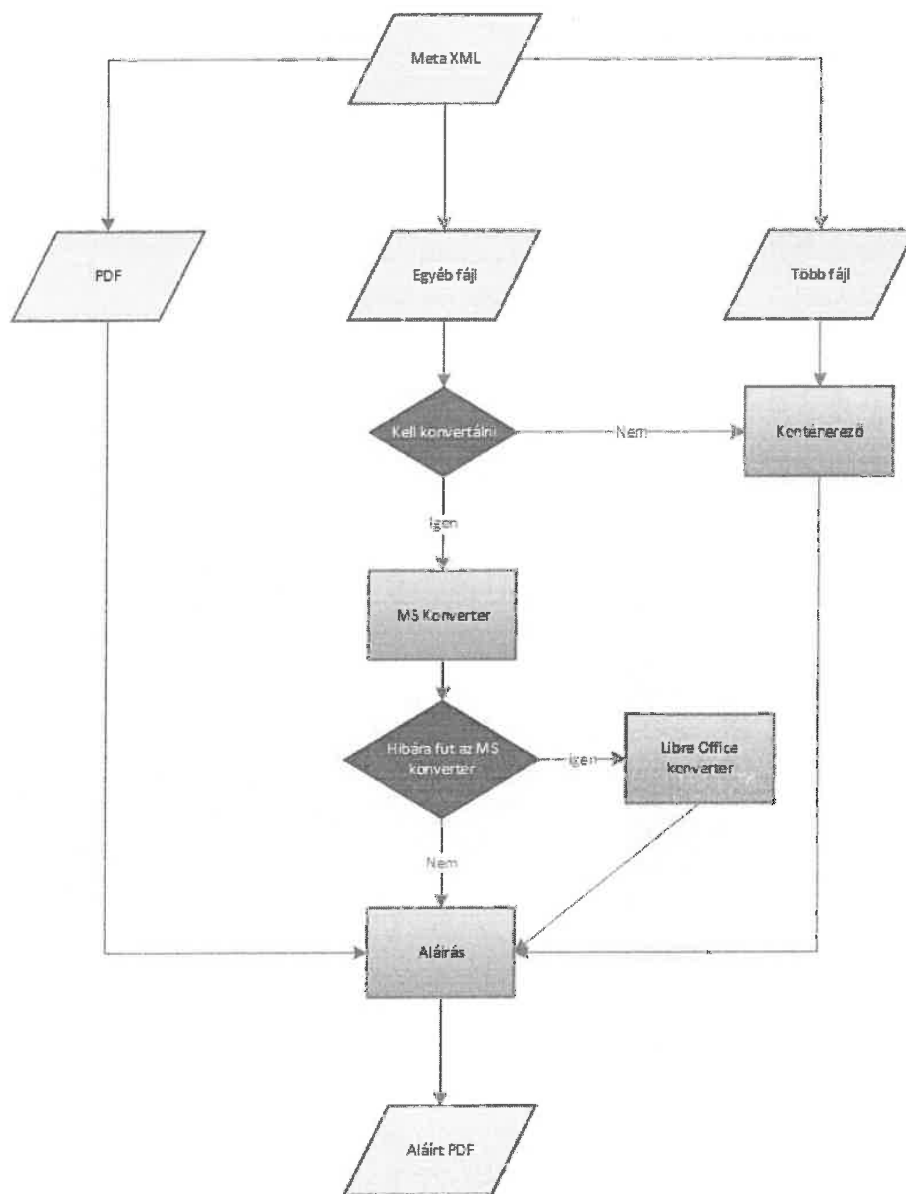 Meta XML
PDF
Egyéb fájl
Több fájl
Kell konvertálni
Nem
Konténerező
Igen
MS Konverter
Hibára fut az MS
konverter
Igen
Libre Office
konverter
Nem
Aláírás
Aláírt PDF